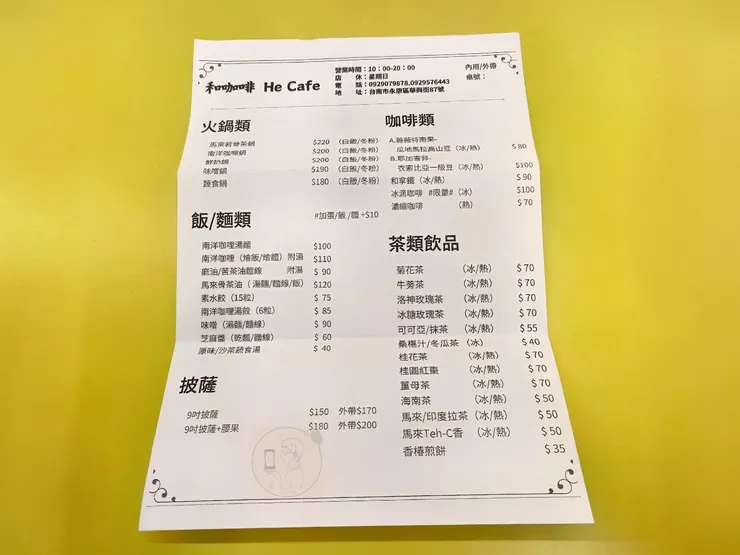 和咖啡 He Cafe
營業時間：10：00-20：00
店 休：星期日
電 話：0929079878.0929576443
地 址：台南市永康區華興街87號
內用/外帶
桌號：
火鍋類
馬來肉骨茶鍋 $220 (白飯/冬粉)
南洋咖哩鍋 $200 (白飯/冬粉)
鮮奶鍋 $200 (白飯/冬粉)
味噌鍋 $190 (白飯/冬粉)
蔬食鍋 $180 (白飯/冬粉)
飯/麵類 #加蛋/飯/麵+$10
南洋咖哩湯麵 $100
南洋咖哩（燴飯/燴麵）附湯 $110
麻油/苦茶油麵線 附湯 $ 90
馬來骨茶油（湯麵/麵線/飯） $120
素水餃（15粒） $ 75
南洋咖哩湯餃（6粒） $ 85
味噌（湯麵/麵線） $ 90
芝麻醬（乾麵/麵線） $ 60
原味/沙茶蔬食湯 $ 40
披薩
9吋披薩 $150 外帶$170
9吋披薩+腰果 $180 外帶$200
咖啡類
A.薇薇特南果-
瓜地馬拉高山豆（冰/熱） $ 80
B.耶加雪菲-
衣索比亞一級豆（冰/熱） $100
和拿鐵（冰/熱） $ 90
冰滴咖啡 #限量#（冰） $100
濃縮咖啡 （熱） $ 70
茶類飲品
菊花茶 （冰/熱） $ 70
牛蒡茶 （冰/熱） $ 70
洛神玫瑰茶 （冰/熱） $ 70
冰糖玫瑰茶 （冰/熱） $ 70
可可亞/抹茶 （冰/熱） $ 55
桑椹汁/冬瓜茶（冰） $ 40
桂花茶 （冰/熱） $ 70
桂圓紅棗 （冰/熱） $ 70
薑母茶 （冰/熱） $ 70
海南茶 （冰/熱） $ 50
馬來/印度拉茶（冰/熱） $ 50
馬來Teh-C香 （冰/熱） $ 50
香椿煎餅 $ 35